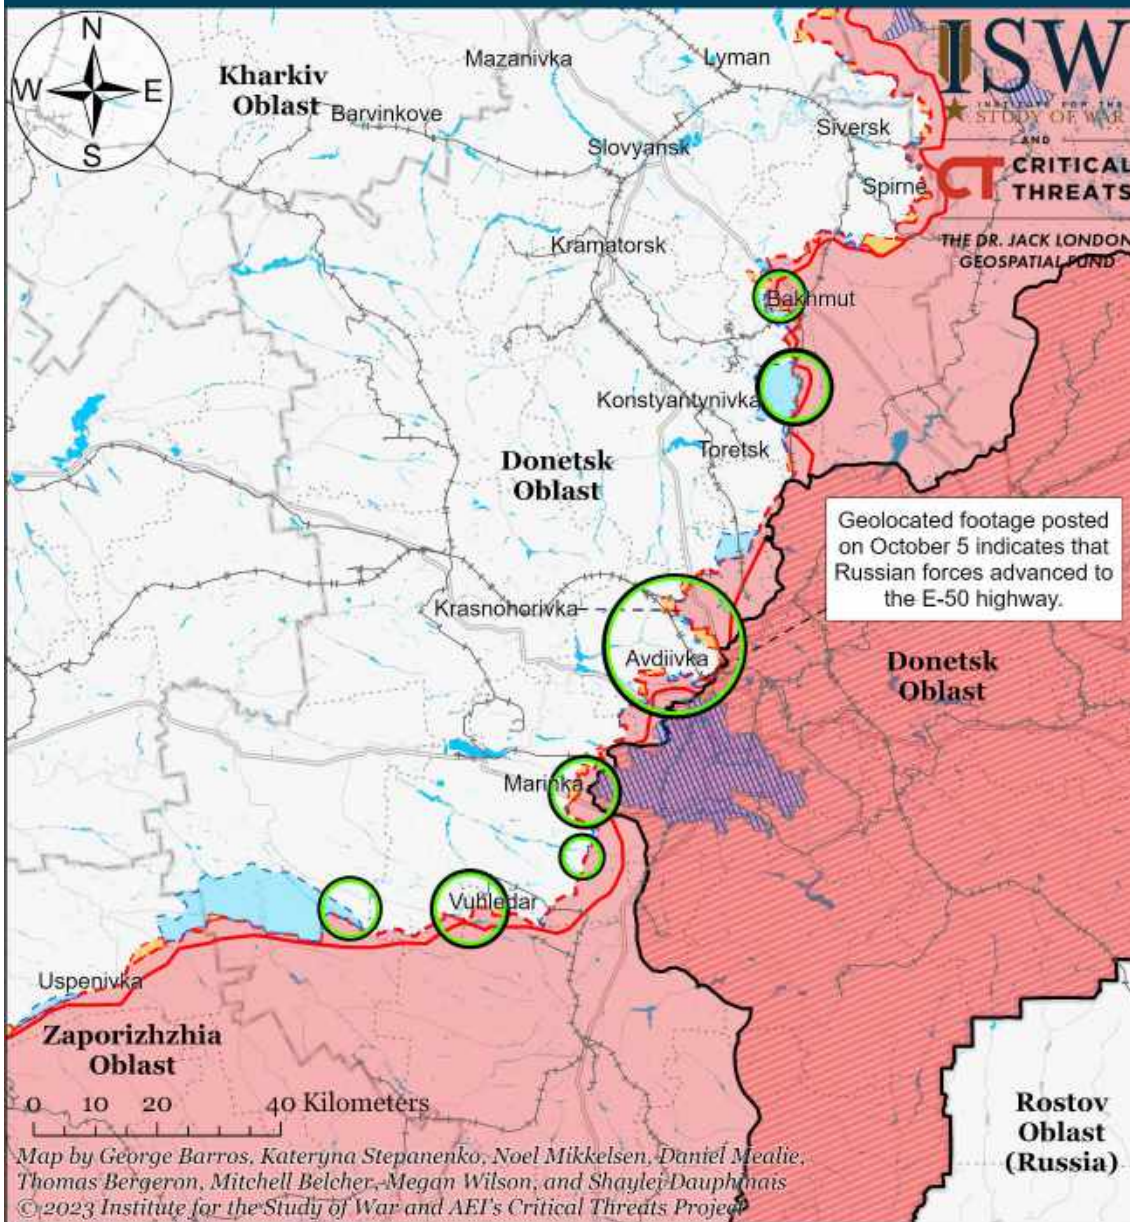 N
W E
S
ISW
INSTITUTE FOR THE
STUDY OF WAR
AND
CT CRITICAL
THREATS
THE DR. JACK LONDON
GEOSPATIAL FUND
Mazanivka
Lyman
Kharkiv
Oblast
Barvinkove
Siversk
Slovyansk
Spirne
Kramatorsk
Bakhmut
Konstyantynivka
Toretsk
Donetsk
Oblast
Geolocated footage posted
on October 5 indicates that
Russian forces advanced to
the E-50 highway.
Krasnohorivka
Avdiivka
Donetsk
Oblast
Marinka
Vuhledar
Uspenivka
Zaporizhzhia
Oblast
0 10 20 40 Kilometers
Rostov
Oblast
(Russia)
Map by George Barros, Kateryna Stepanenko, Noel Mikkelsen, Daniel Mealie,
Thomas Bergeron, Mitchell Belcher, Megan Wilson, and Shaylei Dauphinais
© 2023 Institute for the Study of War and AEI's Critical Threats Project